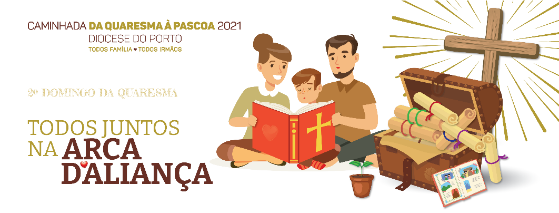 CAMINHADA DA QUARESMA À PASCOA 2021
DIOCESE DO PORTO
TODOS FAMÍLIA • TODOS IRMÃOS
2º DOMINGO DA QUARESMA
TODOS JUNTOS
NA ARCA
D'ALIANÇA